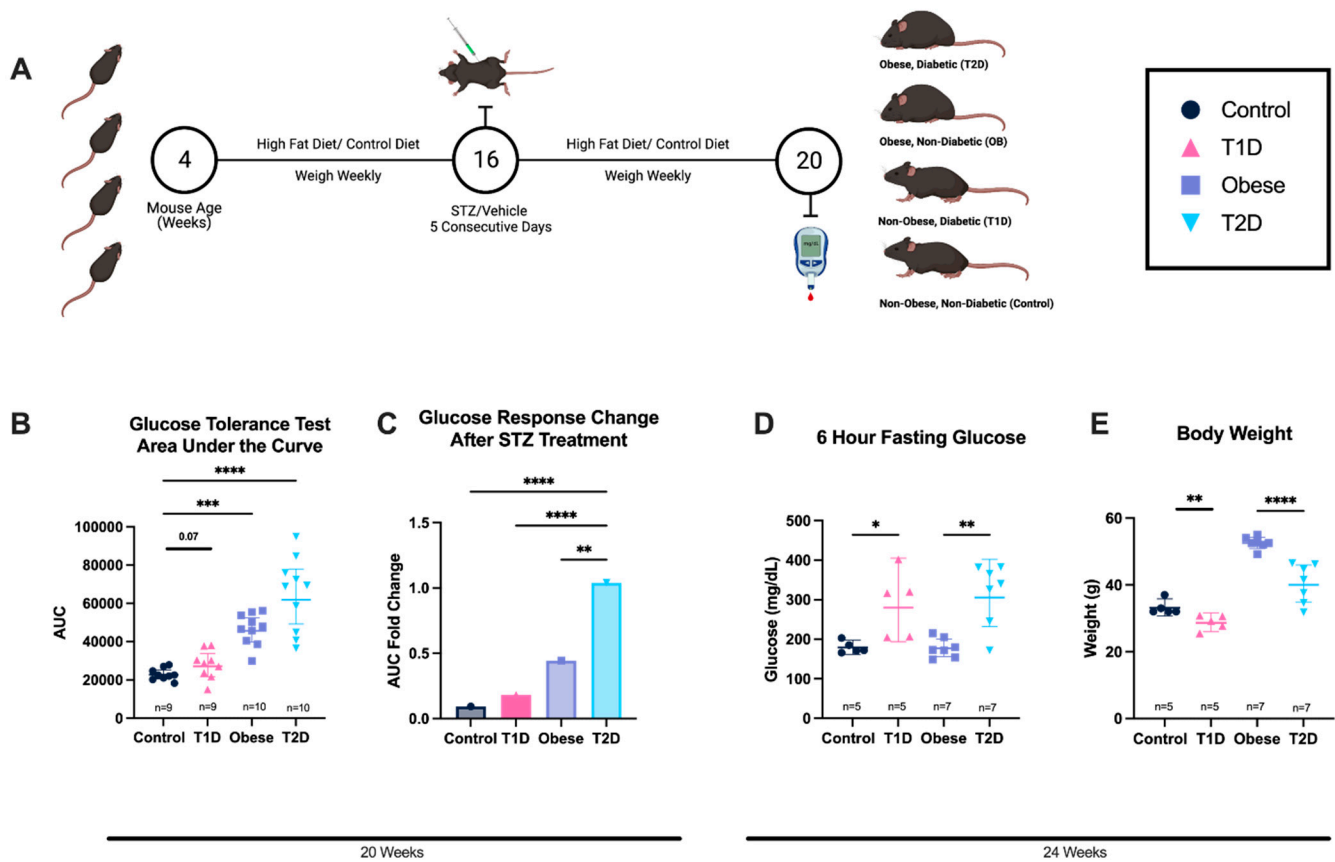 A
4
Mouse Age
(Weeks)
High Fat Diet/ Control Diet
Weigh Weekly
16
STZ/Vehicle
5 Consecutive Days
High Fat Diet/ Control Diet
Weigh Weekly
20
mg/dL
Obese, Diabetic (T2D)
Obese, Non-Diabetic (OB)
Non-Obese, Diabetic (T1D)
Non-Obese, Non-Diabetic (Control)
Control
T1D
Obese
T2D
B
Glucose Tolerance Test
Area Under the Curve
****
***
0.07
100000
80000
60000
40000
20000
0
AUC
n=9 n=9 n=10 n=10
Control T1D Obese T2D
C
Glucose Response Change
After STZ Treatment
****
****
**
1.5
1.0
0.5
0.0
AUC Fold Change
Control T1D Obese T2D
20 Weeks
D
6 Hour Fasting Glucose
* **
500
400
300
200
100
0
Glucose (mg/dL)
n=5 n=5 n=7 n=7
Control T1D Obese T2D
E
Body Weight
** ****
60
40
20
0
Weight (g)
n=5 n=5 n=7 n=7
Control T1D Obese T2D
24 Weeks